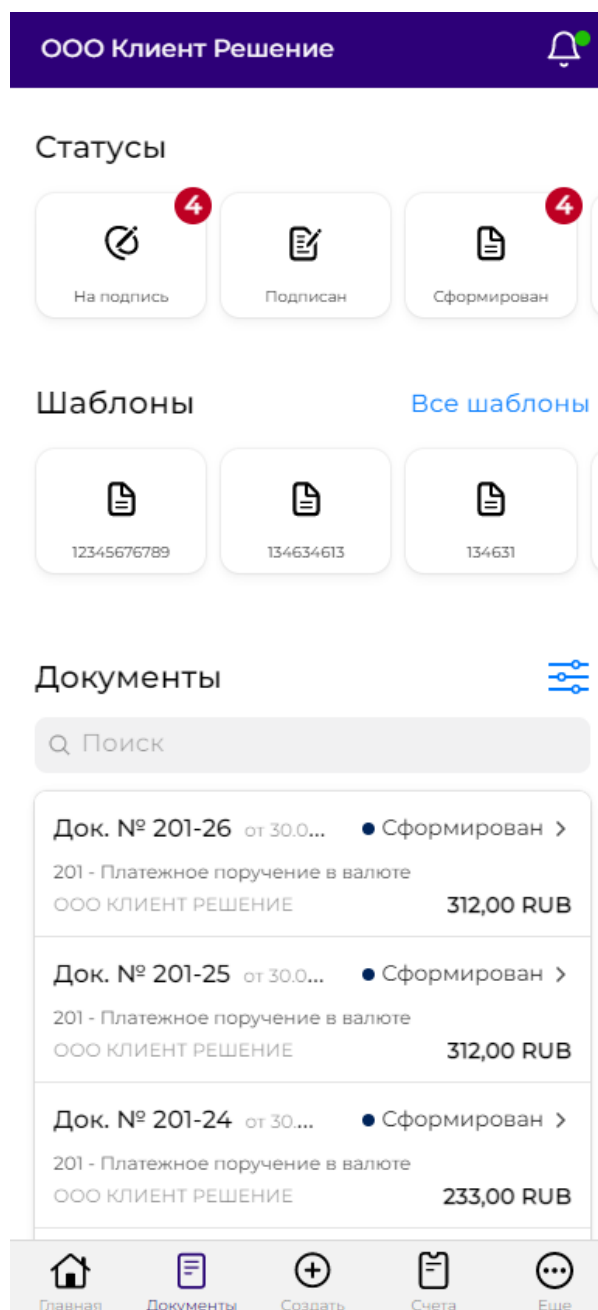 ООО Клиент Решение
Статусы
4
4
На подпись
Подписан
Сформирован
Шаблоны
Все шаблоны
12345676789
134634613
134631
Документы
Поиск
Док. № 201-26 от 30.0... Сформирован
201 - Платежное поручение в валюте
ООО КЛИЕНТ РЕШЕНИЕ 312,00 RUB
Док. № 201-25 от 30.0... Сформирован
201 - Платежное поручение в валюте
ООО КЛИЕНТ РЕШЕНИЕ 312,00 RUB
Док. № 201-24 от 30.... Сформирован
201 - Платежное поручение в валюте
ООО КЛИЕНТ РЕШЕНИЕ 233,00 RUB
Главная Документы Создать Счета Еще